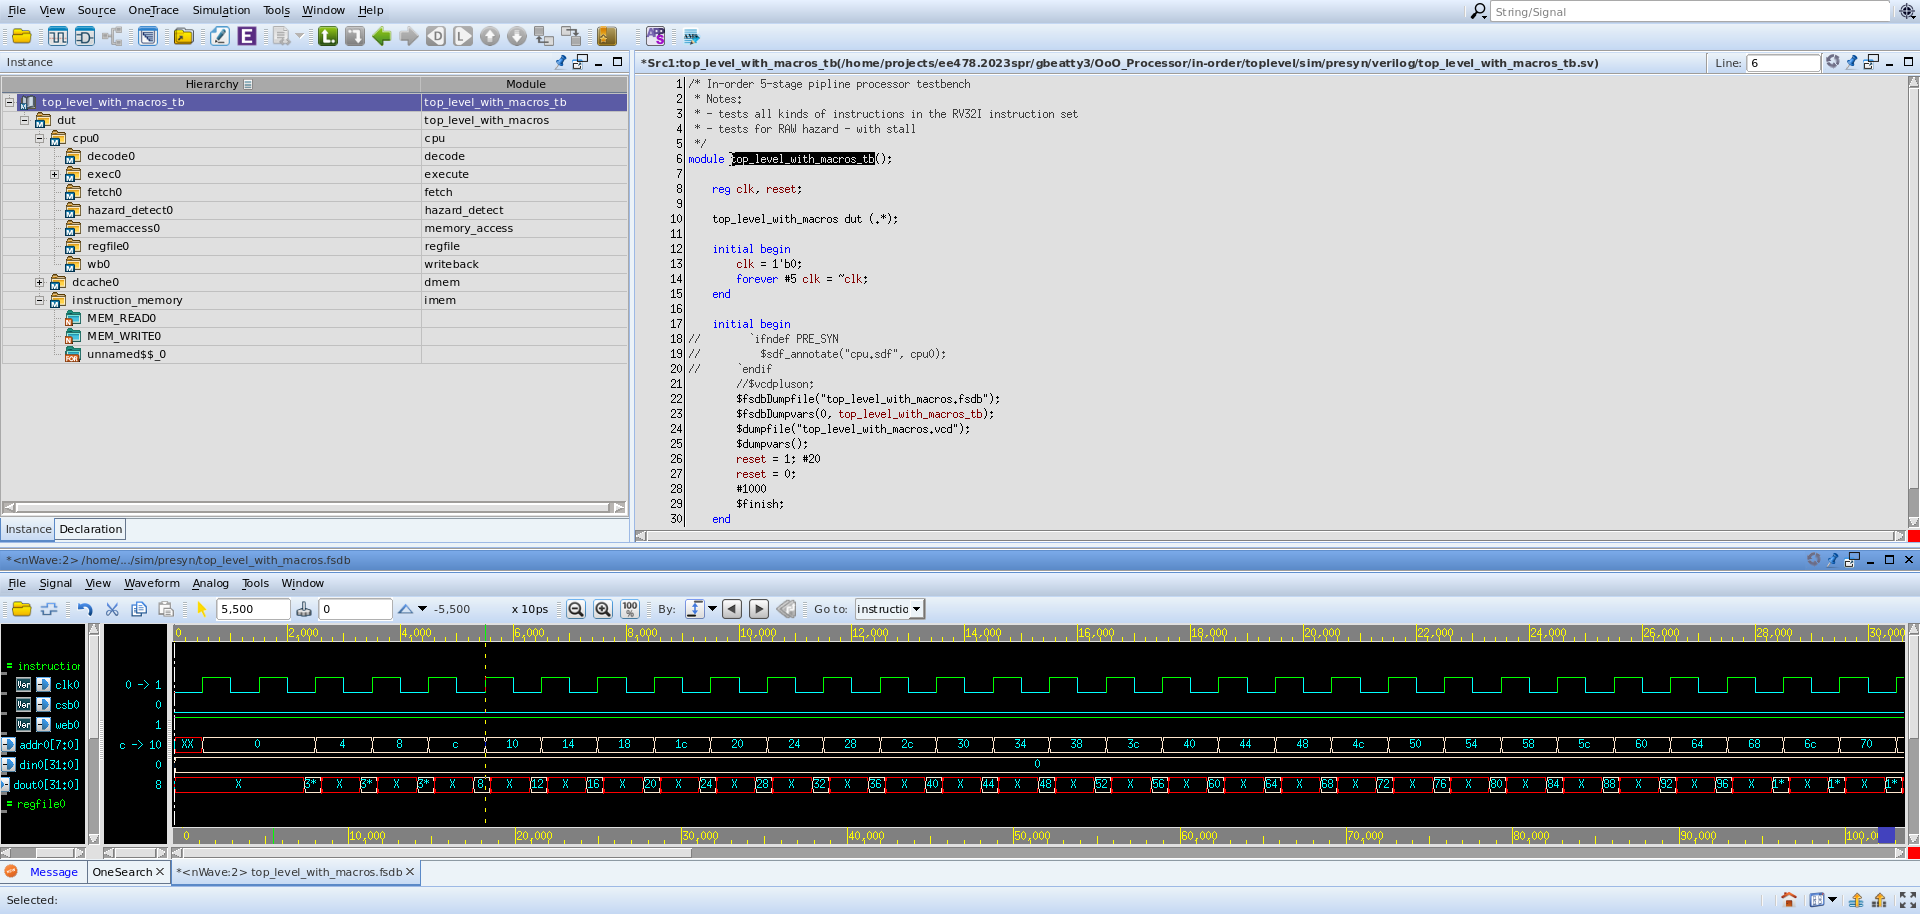 File View Source OneTrace Simulation Tools Window Help
String/Signal
Instance
Hierarchy Module
top_level_with_macros_tb top_level_with_macros_tb
dut top_level_with_macros
cpu0 cpu
decode0 decode
exec0 execute
fetch0 fetch
hazard_detect0 hazard_detect
memaccess0 memory_access
regfile0 regfile
wb0 writeback
dcache0 dmem
instruction_memory imem
MEM_READ0
MEM_WRITE0
unnamed$$_0
Instance Declaration
*Src1:top_level_with_macros_tb(/home/projects/ee478.2023spr/gbeatty3/OoO_Processor/in-order/toplevel/sim/presyn/verilog/top_level_with_macros_tb.sv) Line: 6
1 /* In-order 5-stage pipline processor testbench
2 * Notes:
3 * - tests all kinds of instructions in the RV32I instruction set
4 * - tests for RAW hazard - with stall
5 */
6 module top_level_with_macros_tb();
7
8 reg clk, reset;
9
10 top_level_with_macros dut (.*);
11
12 initial begin
13 clk = 1'b0;
14 forever #5 clk = ~clk;
15 end
16
17 initial begin
18 // `ifndef PRE_SYN
19 // $sdf_annotate("cpu.sdf", cpu0);
20 // `endif
21 //$vcdpluson;
22 $fsdbDumpfile("top_level_with_macros.fsdb");
23 $fsdbDumpvars(0, top_level_with_macros_tb);
24 $dumpfile("top_level_with_macros.vcd");
25 $dumpvars();
26 reset = 1; #20
27 reset = 0;
28 #1000
29 $finish;
30 end
*<nWave:2> /home/.../sim/presyn/top_level_with_macros.fsdb
File Signal View Waveform Analog Tools Window
5,500 0 -5,500 x 10ps 100% By: Go to: instructio
0 2,000 4,000 6,000 8,000 10,000 12,000 14,000 16,000 18,000 20,000 22,000 24,000 26,000 28,000 30,000
= instruction
clk0 0 -> 1
csb0 0
web0 1
addr0[7:0] c -> 10 XX 0 4 8 c 10 14 18 1c 20 24 28 2c 30 34 38 3c 40 44 48 4c 50 54 58 5c 60 64 68 6c 70
din0[31:0] 0 0
dout0[31:0] 8 X 3* X 3* X 3* X 8 X 12 X 16 X 20 X 24 X 28 X 32 X 36 X 40 X 44 X 48 X 52 X 56 X 60 X 64 X 68 X 72 X 76 X 80 X 84 X 88 X 92 X 96 X 1* X 1* X 1*
= regfile0
0 10,000 20,000 30,000 40,000 50,000 60,000 70,000 80,000 90,000 100,0
Message OneSearch *<nWave:2> top_level_with_macros.fsdb
Selected: